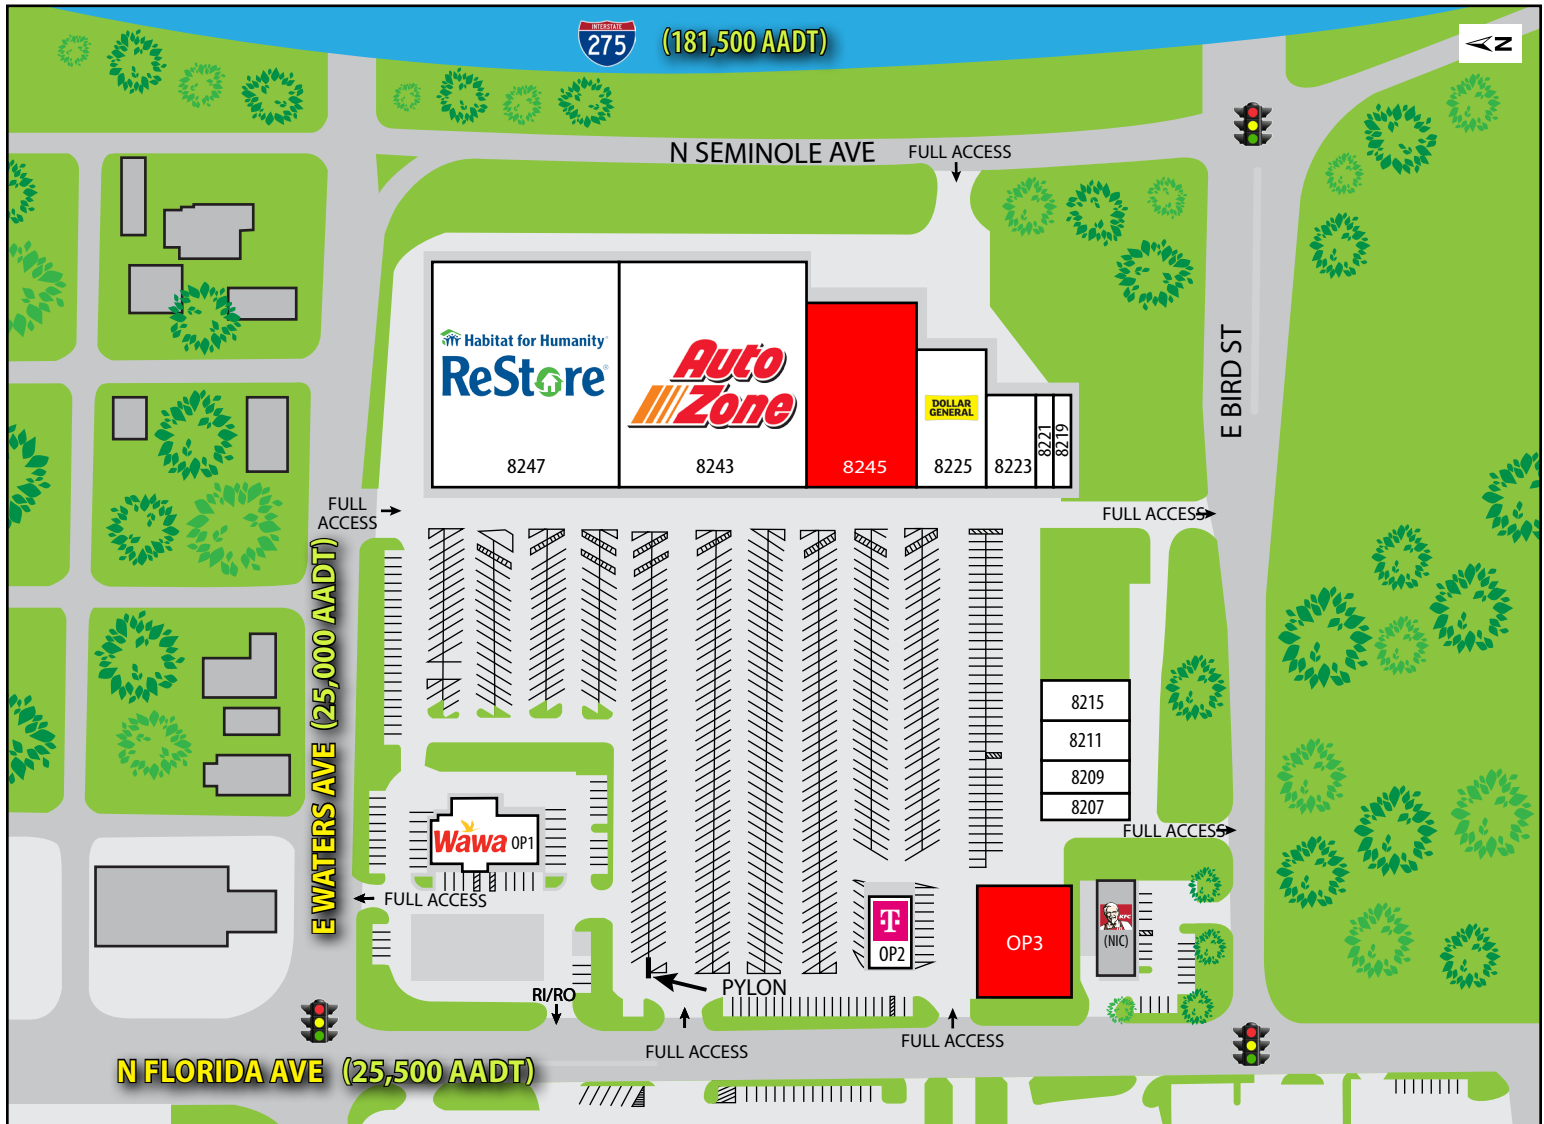 INTERSTATE
275
(181,500 AADT)
N
N SEMINOLE AVE
FULL ACCESS
E BIRD ST
Habitat for Humanity®
ReStore®
8247
Auto
Zone
8243
8245
DOLLAR
GENERAL
8225
8223
8221
8219
FULL
ACCESS
FULL ACCESS
E WATERS AVE (25,000 AADT)
8215
8211
8209
8207
FULL ACCESS
Wawa OP1
FULL ACCESS
T
OP2
OP3
KFC
(NIC)
PYLON
RI/RO
FULL ACCESS
FULL ACCESS
N FLORIDA AVE (25,500 AADT)